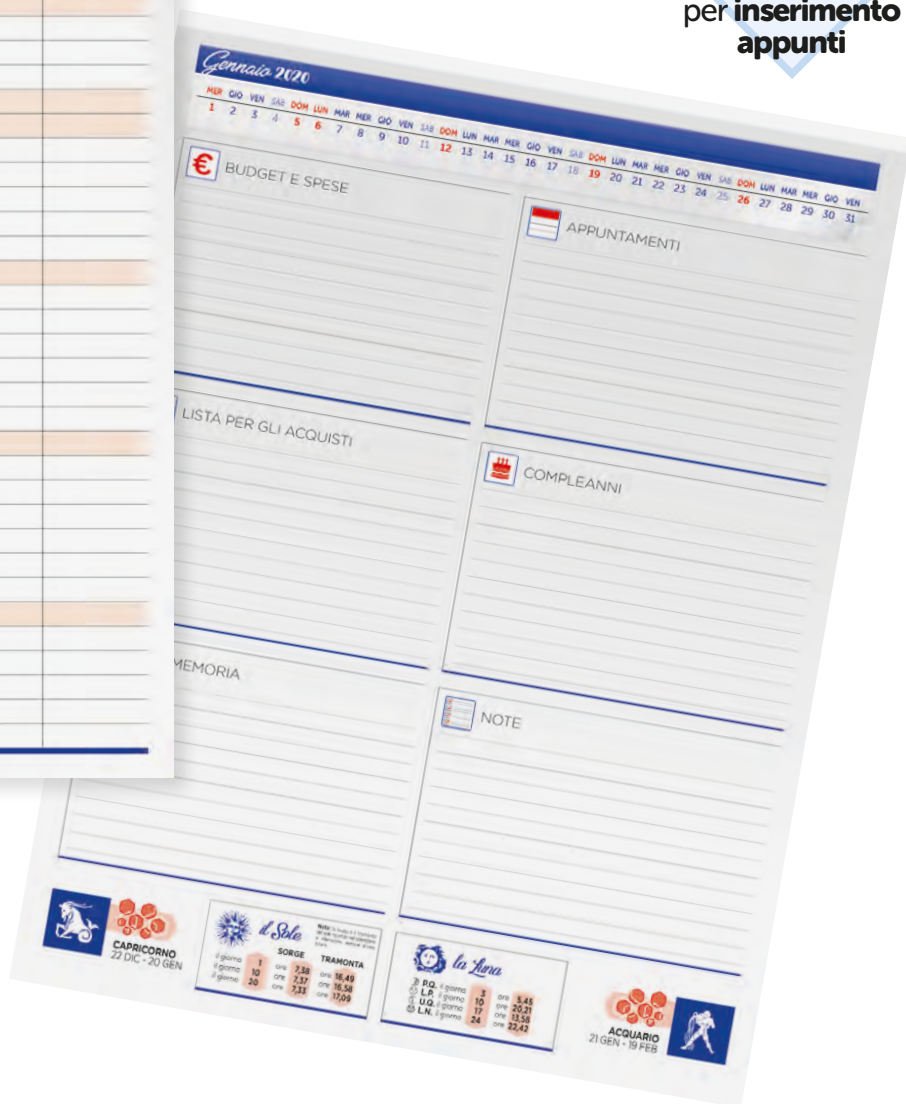 per inserimento
appunti
Gennaio 2020
MER GIO VEN SAB DOM LUN MAR MER GIO VEN SAB DOM LUN MAR MER GIO VEN SAB DOM LUN MAR MER GIO VEN SAB DOM LUN MAR MER GIO VEN
1 2 3 4 5 6 7 8 9 10 11 12 13 14 15 16 17 18 19 20 21 22 23 24 25 26 27 28 29 30 31
€ BUDGET E SPESE
APPUNTAMENTI
LISTA PER GLI ACQUISTI
COMPLEANNI
MEMORIA
NOTE
CAPRICORNO
22 DIC - 20 GEN
il Sole
SORGE TRAMONTA
il giorno 1 ore 7,38 ore 16,49
il giorno 10 ore 7,37 ore 16,58
il giorno 20 ore 7,33 ore 17,09
la Luna
P.Q. il giorno 3 ore 5,45
L.P. il giorno 10 ore 20,21
U.Q. il giorno 17 ore 13,58
L.N. il giorno 24 ore 22,42
ACQUARIO
21 GEN - 19 FEB